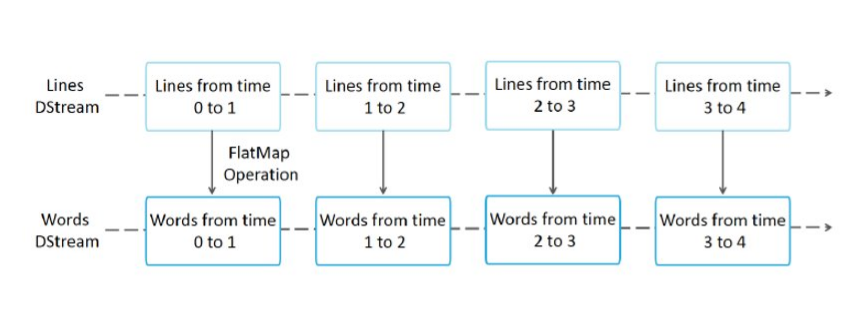 Lines
DStream
Lines from time
0 to 1
Lines from time
1 to 2
Lines from time
2 to 3
Lines from time
3 to 4
FlatMap
Operation
Words
DStream
Words from time
0 to 1
Words from time
1 to 2
Words from time
2 to 3
Words from time
3 to 4